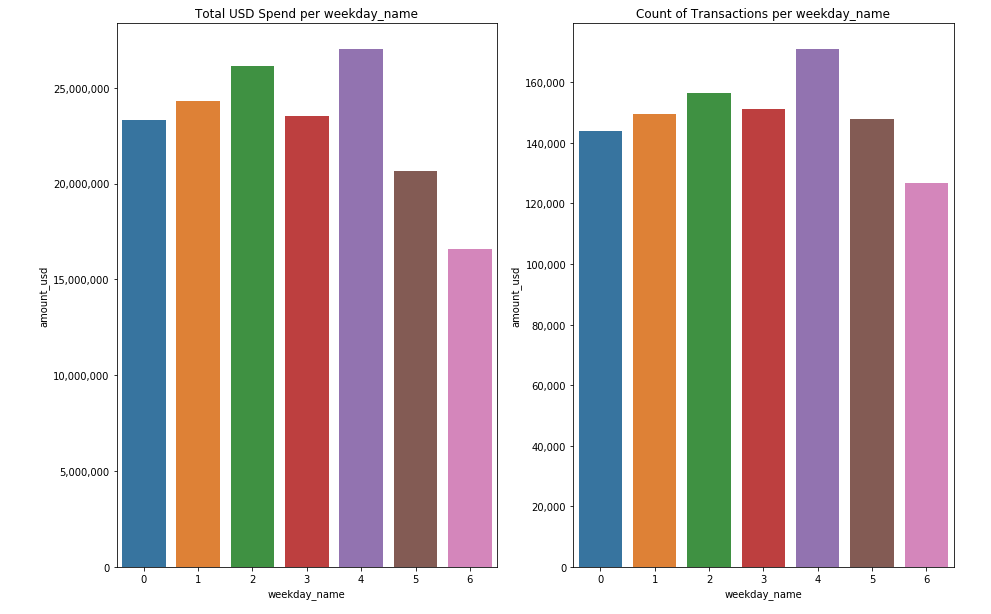 Total USD Spend per weekday_name
amount_usd
25,000,000
20,000,000
15,000,000
10,000,000
5,000,000
0
0 1 2 3 4 5 6
weekday_name
Count of Transactions per weekday_name
amount_usd
160,000
140,000
120,000
100,000
80,000
60,000
40,000
20,000
0
0 1 2 3 4 5 6
weekday_name